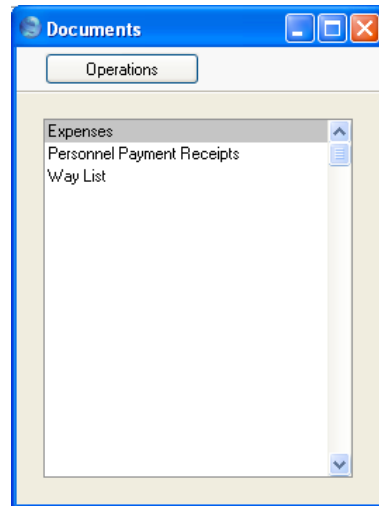 Documents
Operations
Expenses
Personnel Payment Receipts
Way List